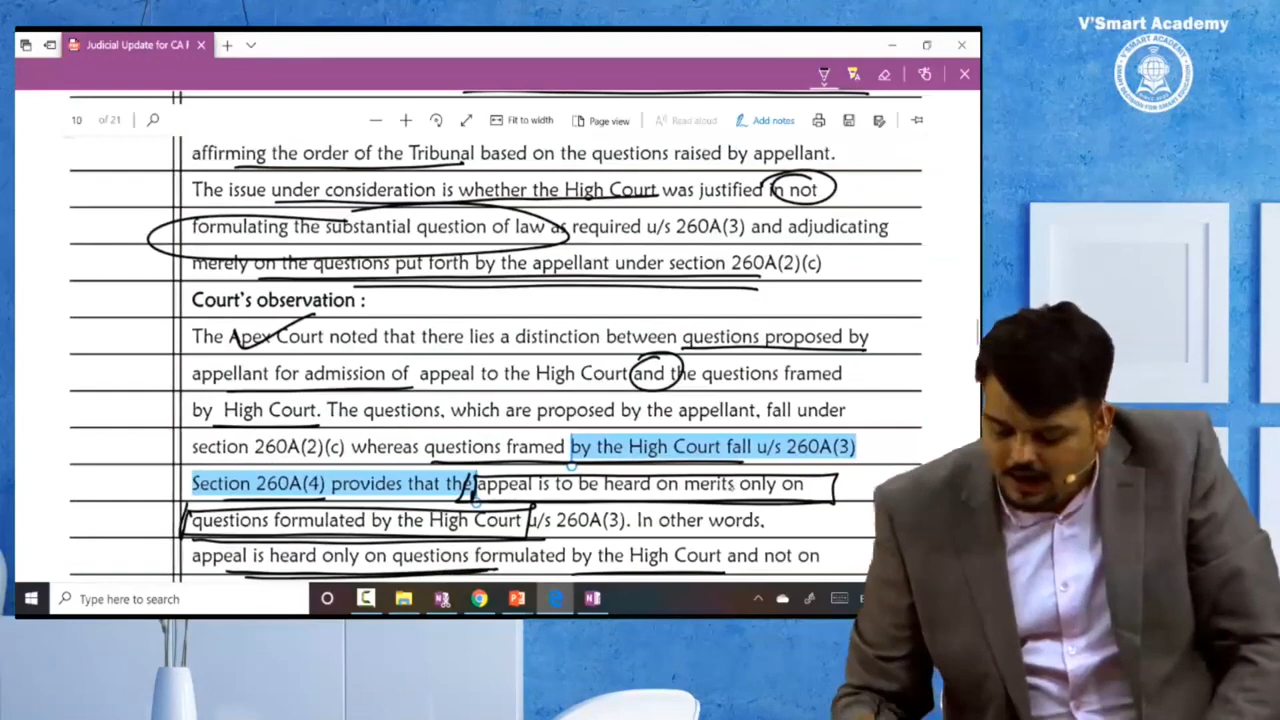 V'Smart Academy
V'SMART ACADEMY
Judicial Update for CA F
10 of 21
Fit to width
Page view
Read aloud
Add notes
affirming the order of the Tribunal based on the questions raised by appellant.
The issue under consideration is whether the High Court was justified in not
formulating the substantial question of law as required u/s 260A(3) and adjudicating
merely on the questions put forth by the appellant under section 260A(2)(c)
Court's observation :
The Apex Court noted that there lies a distinction between questions proposed by
appellant for admission of appeal to the High Court and the questions framed
by High Court. The questions, which are proposed by the appellant, fall under
section 260A(2)(c) whereas questions framed by the High Court fall u/s 260A(3)
Section 260A(4) provides that the appeal is to be heard on merits only on
questions formulated by the High Court u/s 260A(3). In other words,
appeal is heard only on questions formulated by the High Court and not on
Type here to search